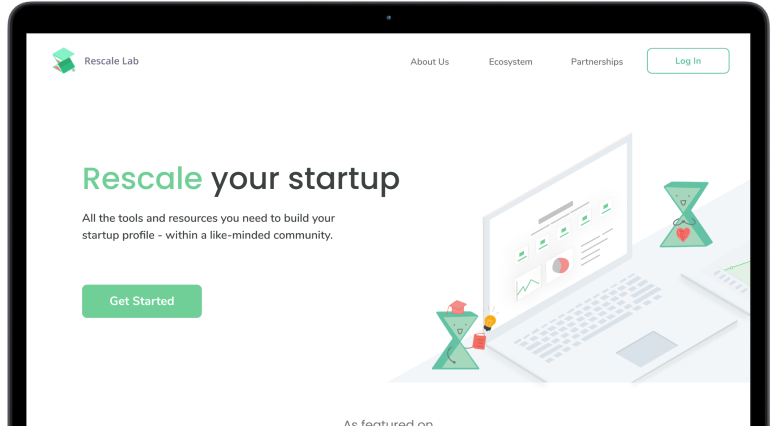 Rescale Lab
About Us
Ecosystem
Partnerships
Log In
Rescale your startup
All the tools and resources you need to build your
startup profile - within a like-minded community.
Get Started
As featured on